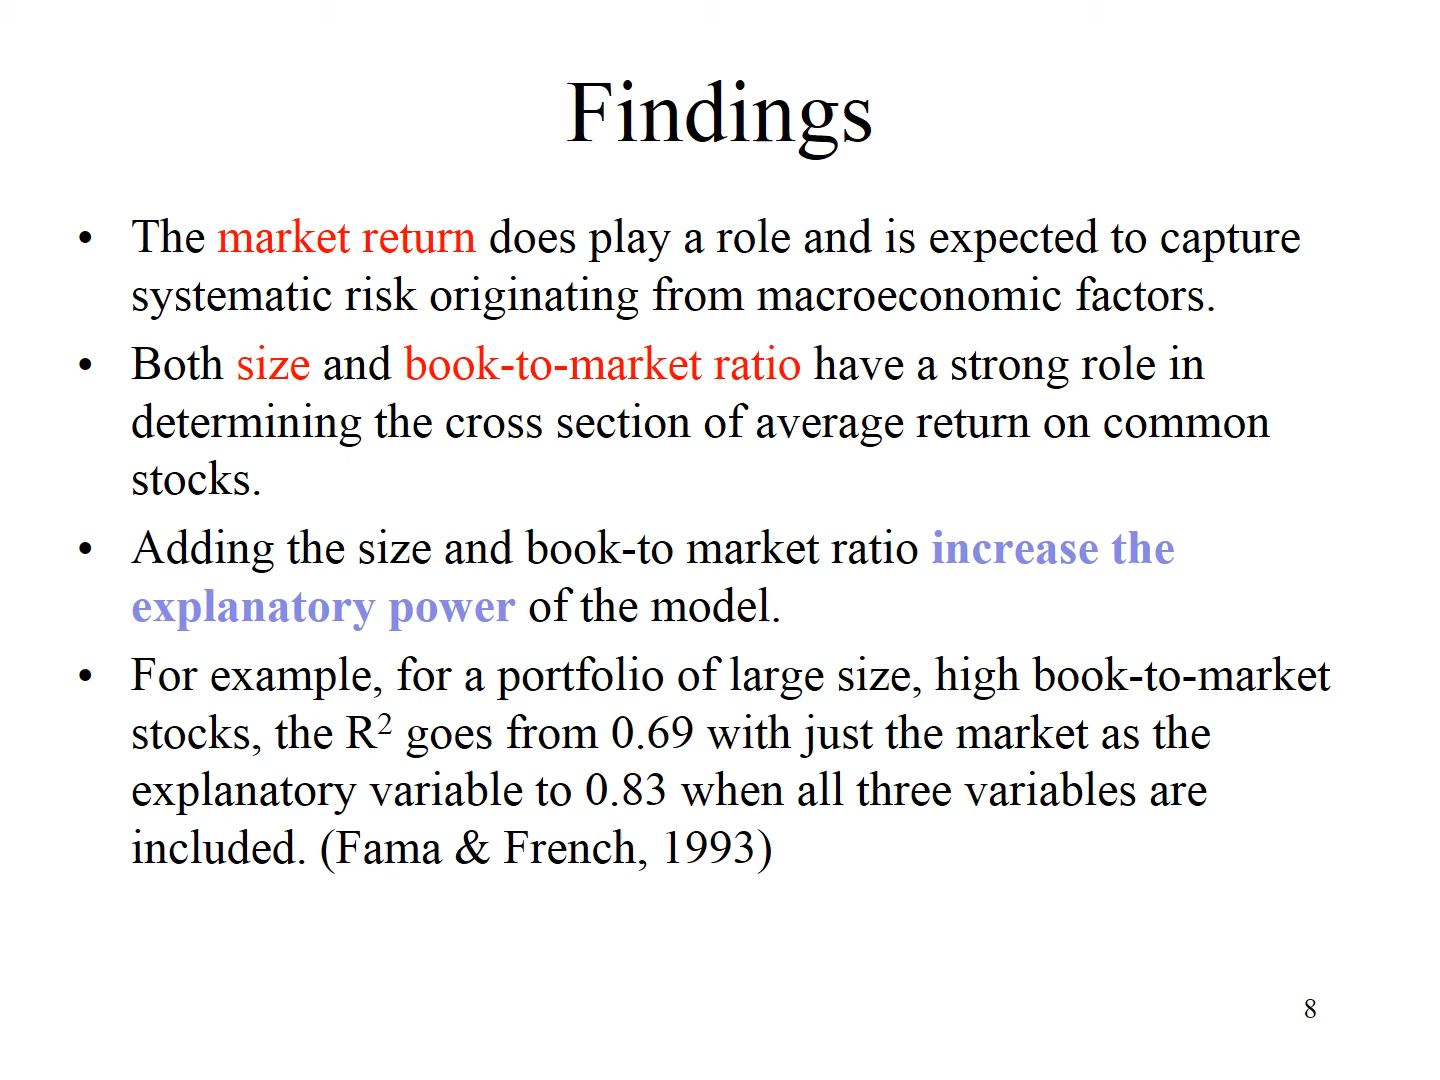 Findings
• The market return does play a role and is expected to capture
systematic risk originating from macroeconomic factors.
• Both size and book-to-market ratio have a strong role in
determining the cross section of average return on common
stocks.
• Adding the size and book-to market ratio increase the
explanatory power of the model.
• For example, for a portfolio of large size, high book-to-market
stocks, the R² goes from 0.69 with just the market as the
explanatory variable to 0.83 when all three variables are
included. (Fama & French, 1993)
8